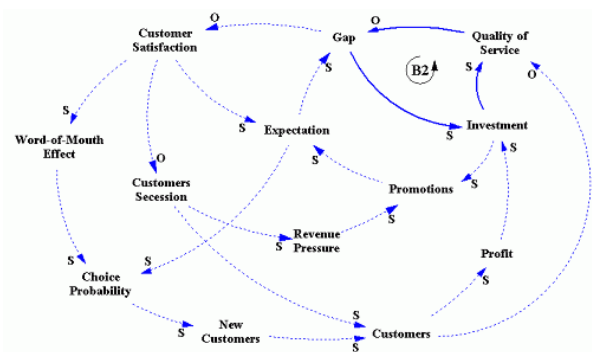 Customer
Satisfaction
O
Gap
O
Quality of
Service
S
B2
S
O
S
S
Word-of-Mouth
Effect
S
Expectation
S
Investment
S
S
O
Customers
Secession
Promotions
S
S
Revenue
Pressure
S
Profit
S
S
S
Choice
Probability
S
New
Customers
S
Customers
S